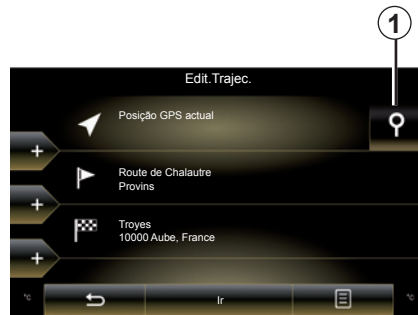 1
Edit.Trajec.
Posição GPS actual
+
Route de Chalautre
Provins
+
Troyes
10000 Aube, France
+
°C
Ir
°C